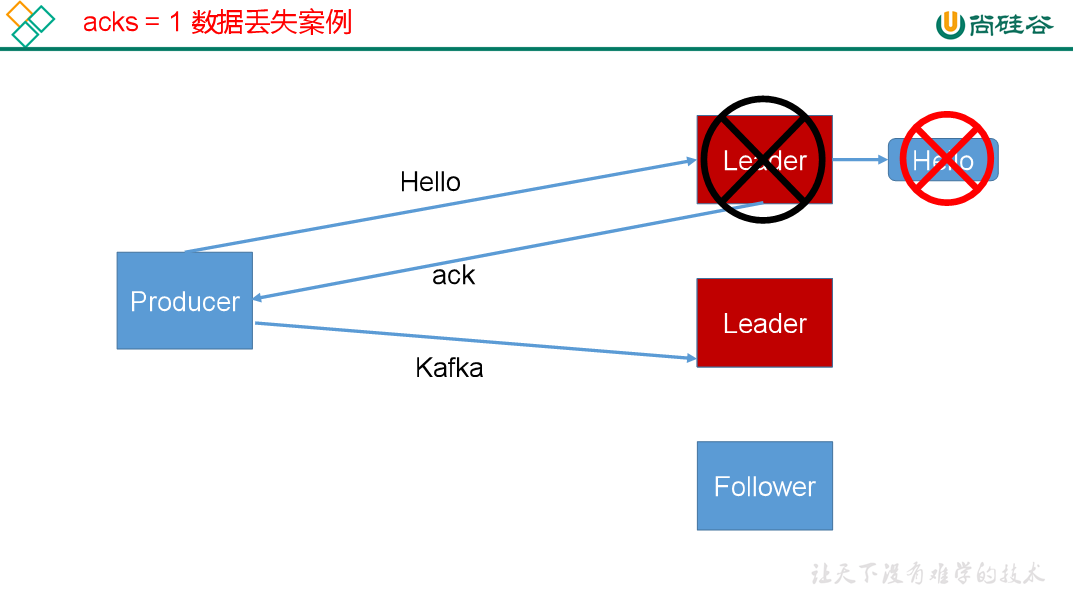 acks = 1 数据丢失案例
尚硅谷
Leader
Hello
Hello
ack
Producer
Leader
Kafka
Follower
让天下没有难学的技术